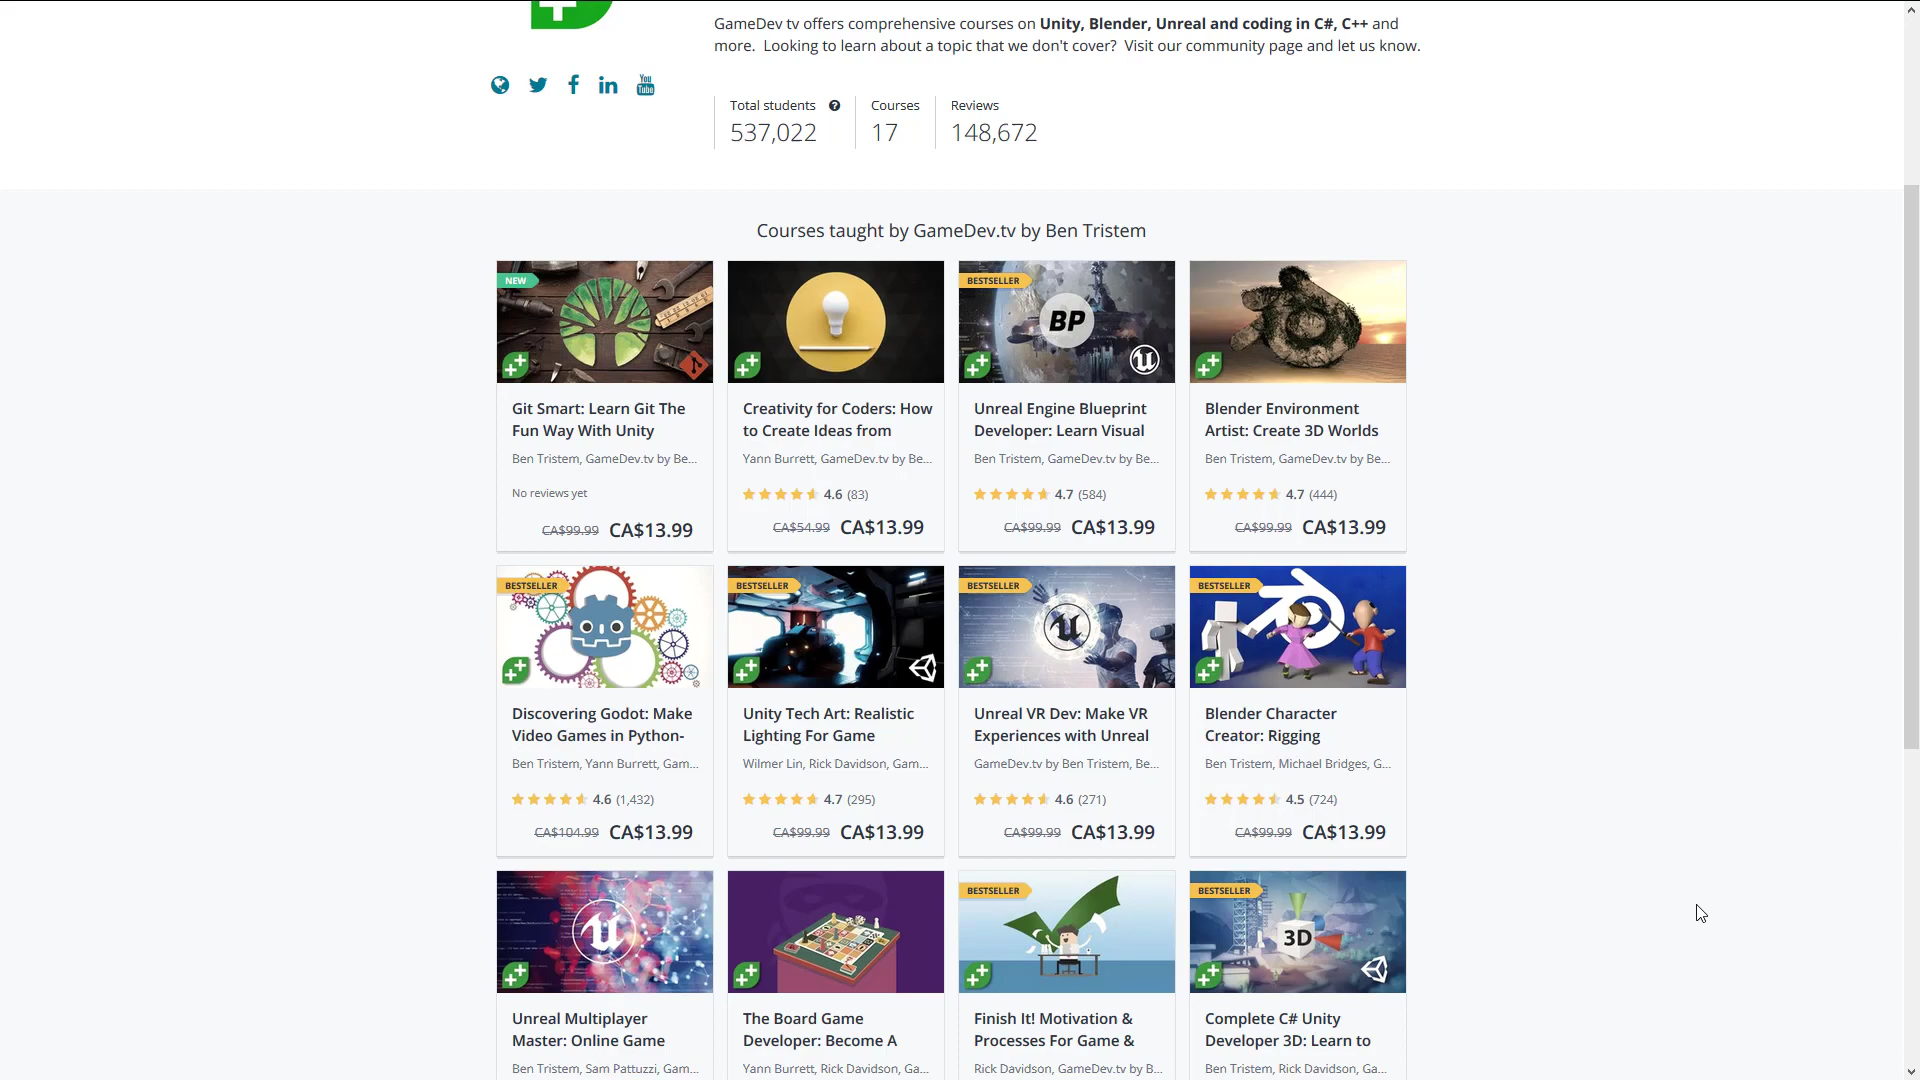 GameDev tv offers comprehensive courses on Unity, Blender, Unreal and coding in C#, C++ and
more.  Looking to learn about a topic that we don't cover?  Visit our community page and let us know.
You
Tube
Total students
537,022
Courses
17
Reviews
148,672
Courses taught by GameDev.tv by Ben Tristem
NEW
Git Smart: Learn Git The
Fun Way With Unity
Ben Tristem, GameDev.tv by Be...
No reviews yet
CA$99.99 CA$13.99
Creativity for Coders: How
to Create Ideas from
Yann Burrett, GameDev.tv by Be...
4.6 (83)
CA$54.99 CA$13.99
BESTSELLER
BP
Unreal Engine Blueprint
Developer: Learn Visual
Ben Tristem, GameDev.tv by Be...
4.7 (584)
CA$99.99 CA$13.99
Blender Environment
Artist: Create 3D Worlds
Ben Tristem, GameDev.tv by Be...
4.7 (444)
CA$99.99 CA$13.99
BESTSELLER
Discovering Godot: Make
Video Games in Python-
Ben Tristem, Yann Burrett, Gam...
4.6 (1,432)
CA$104.99 CA$13.99
BESTSELLER
Unity Tech Art: Realistic
Lighting For Game
Wilmer Lin, Rick Davidson, Gam...
4.7 (295)
CA$99.99 CA$13.99
BESTSELLER
Unreal VR Dev: Make VR
Experiences with Unreal
GameDev.tv by Ben Tristem, Be...
4.6 (271)
CA$99.99 CA$13.99
BESTSELLER
Blender Character
Creator: Rigging
Ben Tristem, Michael Bridges, G...
4.5 (724)
CA$99.99 CA$13.99
Unreal Multiplayer
Master: Online Game
Ben Tristem, Sam Pattuzzi, Gam...
The Board Game
Developer: Become A
Yann Burrett, Rick Davidson, Ga...
BESTSELLER
Finish It! Motivation &
Processes For Game &
Rick Davidson, GameDev.tv by B...
BESTSELLER
3D
Complete C# Unity
Developer 3D: Learn to
Ben Tristem, Rick Davidson, Ga...